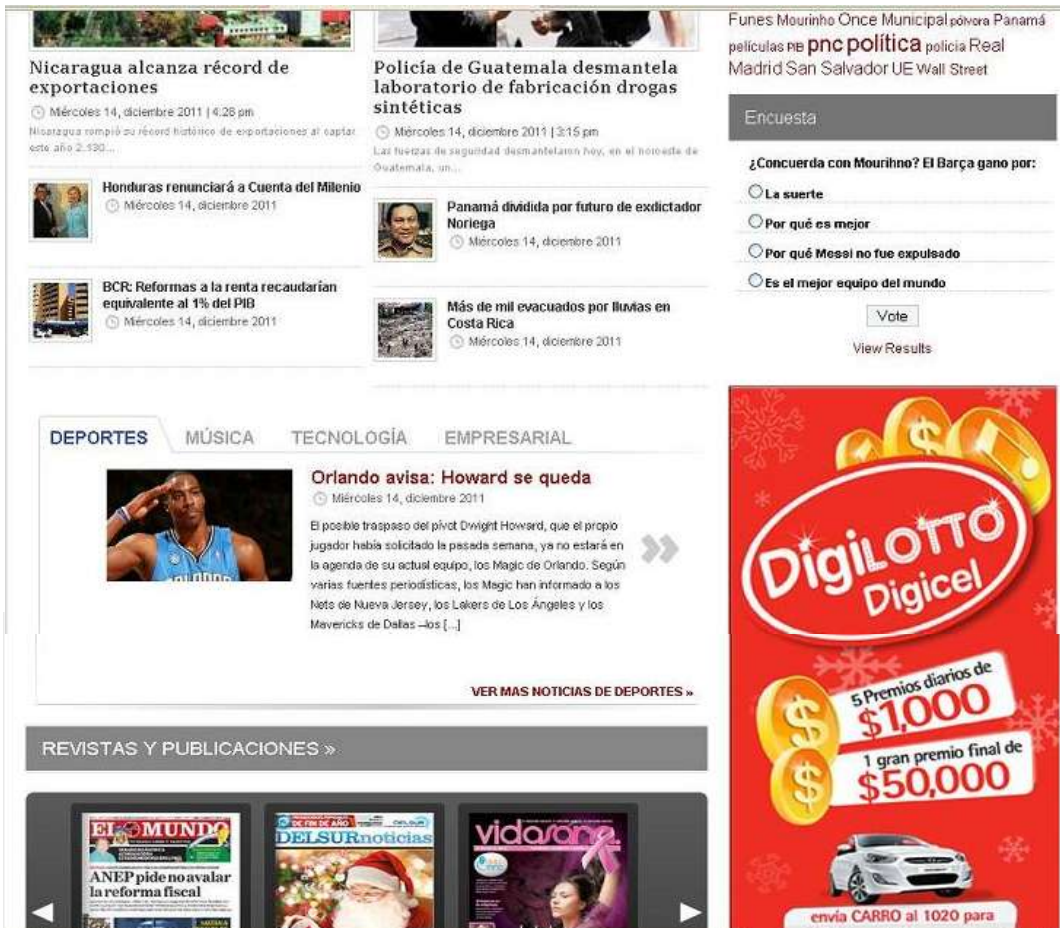 Nicaragua alcanza récord de
exportaciones
Miércoles 14, diciembre 2011 | 4:28 pm
Nicaragua rompió su récord histórico de exportaciones al captar
este año 2.130...
Honduras renunciará a Cuenta del Milenio
Miércoles 14, diciembre 2011
BCR: Reformas a la renta recaudarían
equivalente al 1% del PIB
Miércoles 14, diciembre 2011
Policía de Guatemala desmantela
laboratorio de fabricación drogas
sintéticas
Miércoles 14, diciembre 2011 | 3:15 pm
Las fuerzas de seguridad desmantelaron hoy, en el noroeste de
Guatemala, un...
Panamá dividida por futuro de exdictador
Noriega
Miércoles 14, diciembre 2011
Más de mil evacuados por lluvias en
Costa Rica
Miércoles 14, diciembre 2011
Funes Mourinho Once Municipal pólvora Panamá
películas PIB pnc política policia Real
Madrid San Salvador UE Wall Street
Encuesta
¿Concuerda con Mourihno? El Barça gano por:
La suerte
Por qué es mejor
Por qué Messi no fue expulsado
Es el mejor equipo del mundo
Vote
View Results
DEPORTES MÚSICA TECNOLOGÍA EMPRESARIAL
Orlando avisa: Howard se queda
Miércoles 14, diciembre 2011
El posible traspaso del pívot Dwight Howard, que el propio
jugador había solicitado la pasada semana, ya no estará en
la agenda de su actual equipo, los Magic de Orlando. Según
varias fuentes periodísticas, los Magic han informado a los
Nets de Nueva Jersey, los Lakers de Los Ángeles y los
Mavericks de Dallas –los [...]
VER MAS NOTICIAS DE DEPORTES »
REVISTAS Y PUBLICACIONES »
EL MUNDO
ANEP pide no avalar
la reforma fiscal
DE FIN DE AÑO
DELSUR
DELSURnoticias
vidasana
DigiLOTTO
Digicel
5 Premios diarios de
$1,000
1 gran premio final de
$50,000
envía CARRO al 1020 para